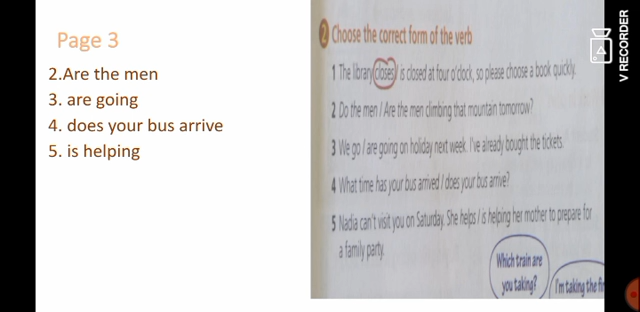 Page 3
2.Are the men
3. are going
4. does your bus arrive
5. is helping
2 Choose the correct form of the verb
1 The library closes / is closed at four o'clock, so please choose a book quickly.
2 Do the men / Are the men climbing that mountain tomorrow?
3 We go / are going on holiday next week. I've already bought the tickets.
4 What time has your bus arrived / does your bus arrive?
5 Nadia can't visit you on Saturday. She helps / is helping her mother to prepare for
a family party.
Which train are
you taking?
I'm taking the
V RECORDER